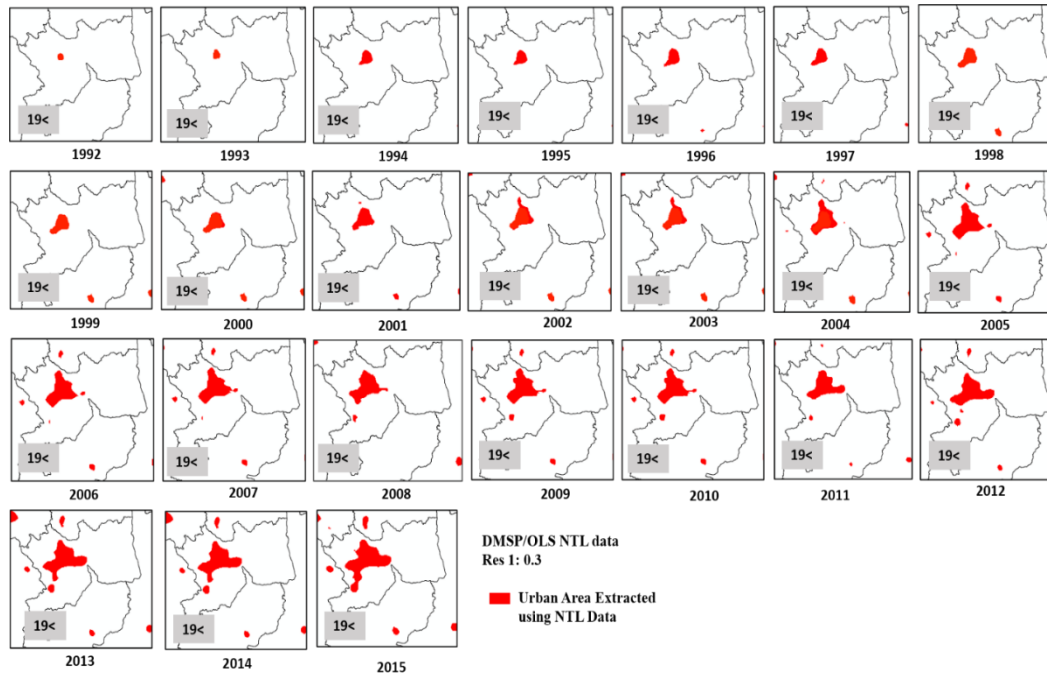 19< 19< 19< 19< 19< 19< 19<
1992 1993 1994 1995 1996 1997 1998
19< 19< 19< 19< 19< 19< 19<
1999 2000 2001 2002 2003 2004 2005
19< 19< 19< 19< 19< 19< 19<
2006 2007 2008 2009 2010 2011 2012
DMSP/OLS NTL data
Res 1: 0.3
Urban Area Extracted
using NTL Data
19< 19< 19<
2013 2014 2015